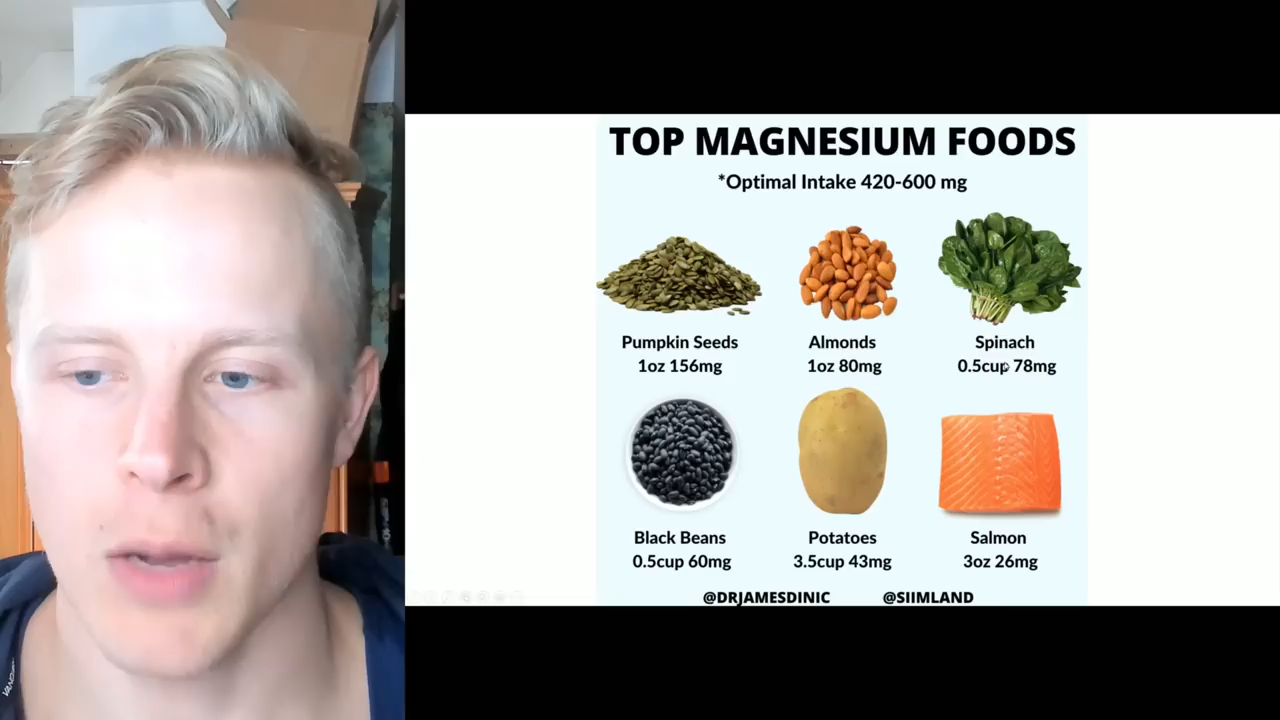 TOP MAGNESIUM FOODS
*Optimal Intake 420-600 mg
Pumpkin Seeds
1oz 156mg
Almonds
1oz 80mg
Spinach
0.5cup 78mg
Black Beans
0.5cup 60mg
Potatoes
3.5cup 43mg
Salmon
3oz 26mg
@DRJAMESDINIC @SIIMLAND